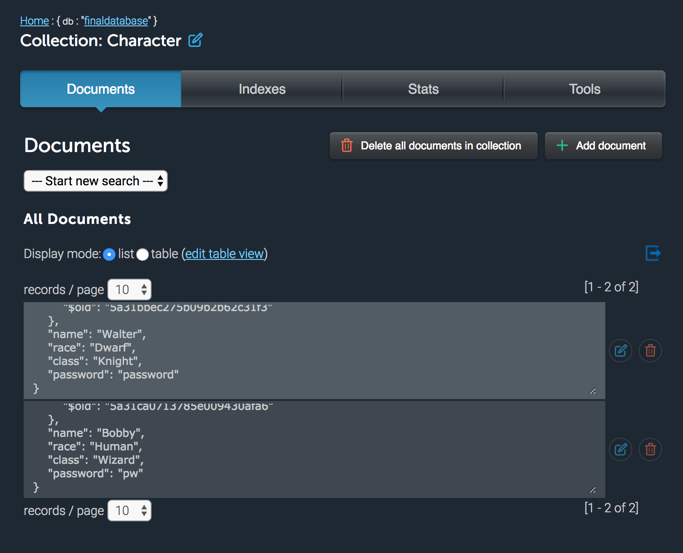 Home : { db : "finaldatabase" }
Collection: Character
Documents
Indexes
Stats
Tools
Documents
Delete all documents in collection
Add document
--- Start new search ---
All Documents
Display mode: list table (edit table view)
records / page 10
[1 - 2 of 2]
"$oid": "5a31bbec275b09b2b62c31f3"
},
"name": "Walter",
"race": "Dwarf",
"class": "Knight",
"password": "password"
}
"$oid": "5a31ca0713785e009430afa6"
},
"name": "Bobby",
"race": "Human",
"class": "Wizard",
"password": "pw"
}
records / page 10
[1 - 2 of 2]